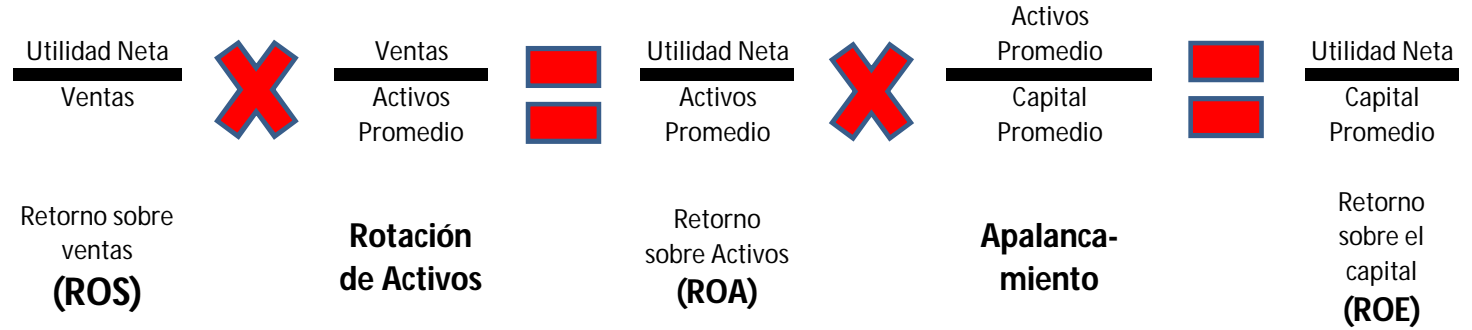 Utilidad Neta
Ventas
Ventas
Activos
Promedio
Utilidad Neta
Activos
Promedio
Activos
Promedio
Capital
Promedio
Utilidad Neta
Capital
Promedio
Retorno sobre
ventas
(ROS)
Rotación
de Activos
Retorno
sobre Activos
(ROA)
Apalanca-
miento
Retorno
sobre el
capital
(ROE)